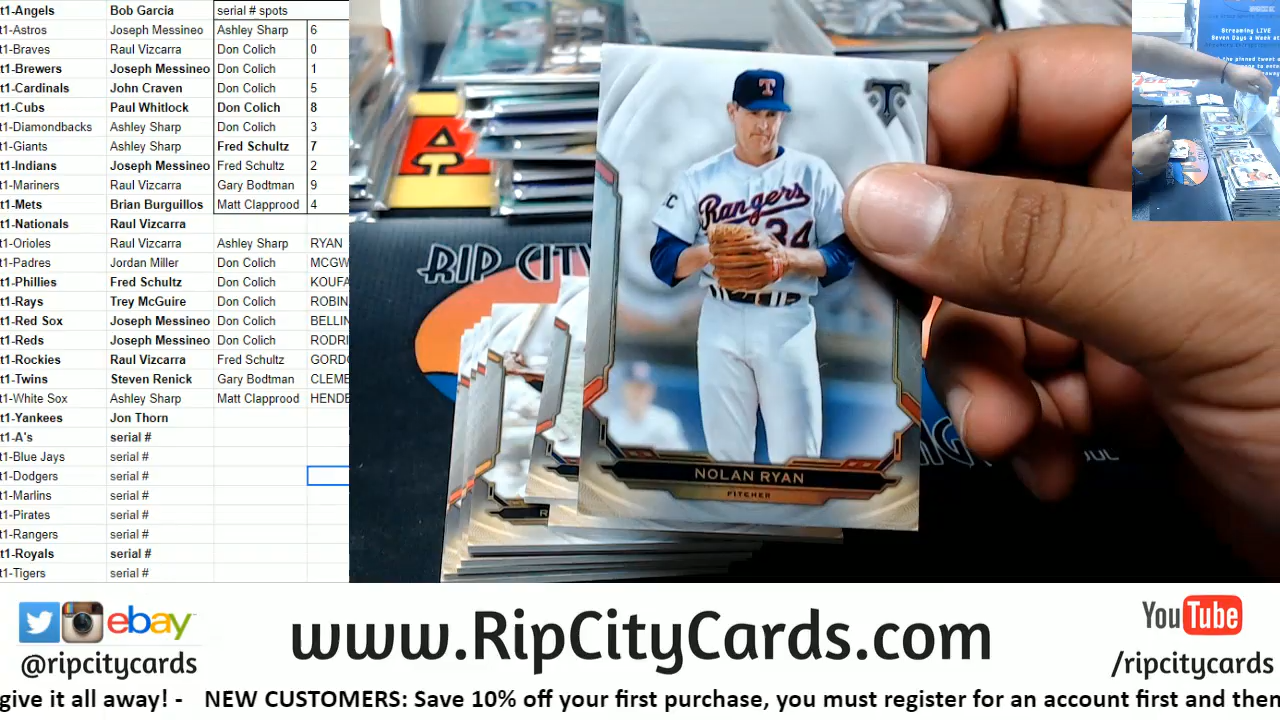 t1-Angels Bob Garcia serial # spots
t1-Astros Joseph Messineo Ashley Sharp 6
t1-Braves Raul Vizcarra Don Colich 0
t1-Brewers Joseph Messineo Don Colich 1
t1-Cardinals John Craven Don Colich 5
t1-Cubs Paul Whitlock Don Colich 8
t1-Diamondbacks Ashley Sharp Don Colich 3
t1-Giants Ashley Sharp Fred Schultz 7
t1-Indians Joseph Messineo Fred Schultz 2
t1-Mariners Raul Vizcarra Gary Bodtman 9
t1-Mets Brian Burguillos Matt Clapprood 4
t1-Nationals Raul Vizcarra
t1-Orioles Raul Vizcarra Ashley Sharp RYAN
t1-Padres Jordan Miller Don Colich MCGW
t1-Phillies Fred Schultz Don Colich KOUFA
t1-Rays Trey McGuire Don Colich ROBIN
t1-Red Sox Joseph Messineo Don Colich BELLIN
t1-Reds Joseph Messineo Don Colich RODRI
t1-Rockies Raul Vizcarra Fred Schultz GORDO
t1-Twins Steven Renick Gary Bodtman CLEME
t1-White Sox Ashley Sharp Matt Clapprood HENDE
t1-Yankees Jon Thorn
t1-A's serial #
t1-Blue Jays serial #
t1-Dodgers serial #
t1-Marlins serial #
t1-Pirates serial #
t1-Rangers serial #
t1-Royals serial #
t1-Tigers serial #
Streaming LIVE
Seven Days a Week at
the pinned tweet o
T
T
Rangers
34
RIP CITY
NOLAN RYAN
PITCHER
ebay
@ripcitycards
www.RipCityCards.com
YouTube
/ripcitycards
give it all away! - NEW CUSTOMERS: Save 10% off your first purchase, you must register for an account first and then